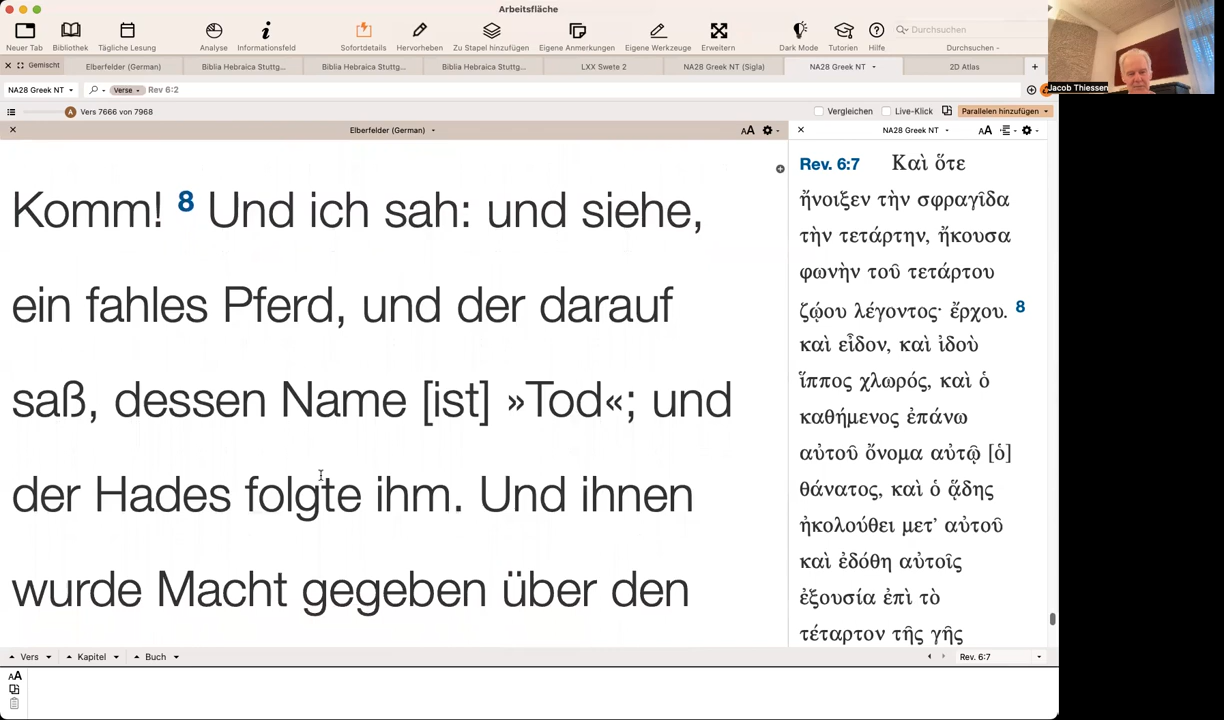 Arbeitsfläche
Neuer Tab
Bibliothek
Tägliche Lesung
Analyse
Informationsfeld
Sofortdetails
Hervorheben
Zu Stapel hinzufügen
Eigene Anmerkungen
Eigene Werkzeuge
Erweitern
Dark Mode
Tutorien
Hilfe
Durchsuchen
Durchsuchen
Jacob Thiessen
Gemischt
Elberfelder (German)
Biblia Hebraica Stuttg...
Biblia Hebraica Stuttg...
Biblia Hebraica Stuttg...
LXX Swete 2
NA28 Greek NT (Sigla)
NA28 Greek NT
2D Atlas
NA28 Greek NT
Verse
Rev 6:2
Vers 7666 von 7968
Vergleichen
Live-Klick
Parallelen hinzufügen
Elberfelder (German)
AA
NA28 Greek NT
AA
Komm! 8 Und ich sah: und siehe,
ein fahles Pferd, und der darauf
saß, dessen Name [ist] »Tod«; und
der Hades folgte ihm. Und ihnen
wurde Macht gegeben über den
Rev. 6:7 Καὶ ὅτε
ἤνοιξεν τὴν σφραγῖδα
τὴν τετάρτην, ἤκουσα
φωνὴν τοῦ τετάρτου
ζῴου λέγοντος· ἔρχου. 8
καὶ εἶδον, καὶ ἰδοὺ
ἵππος χλωρός, καὶ ὁ
καθήμενος ἐπάνω
αὐτοῦ ὄνομα αὐτῷ [ὁ]
θάνατος, καὶ ὁ ᾅδης
ἠκολούθει μετ’ αὐτοῦ
καὶ ἐδόθη αὐτοῖς
ἐξουσία ἐπὶ τὸ
τέταρτον τῆς γῆς
Vers
Kapitel
Buch
Rev. 6:7
AA